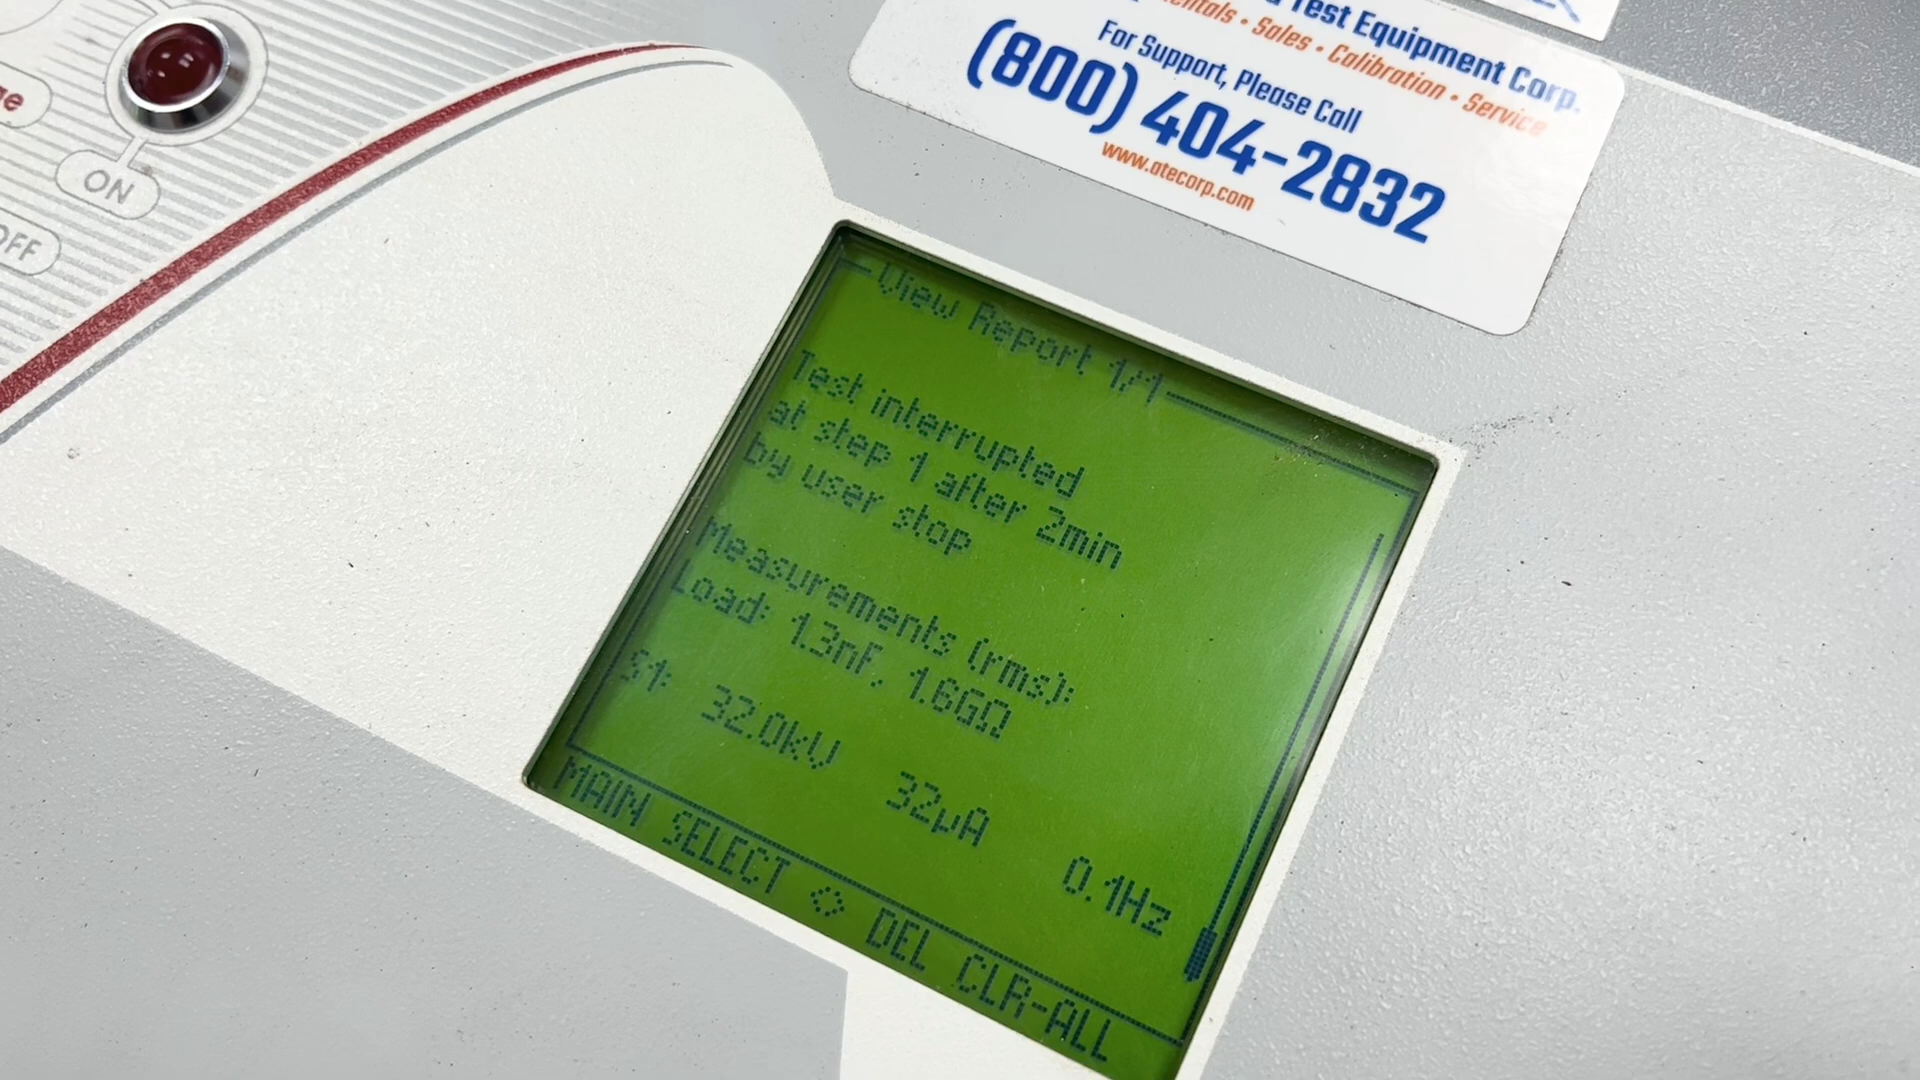 Test Equipment Corp.
Rentals • Sales • Calibration • Service
For Support, Please Call
(800) 404-2832
www.atecorp.com
ON
OFF
View Report 1/1
Test interrupted
at step 1 after 2min
by user stop
Measurements (rms):
Load: 1.3nF, 1.6GΩ
S1: 32.0kV 32µA 0.1Hz
MAIN SELECT DEL CLR-ALL